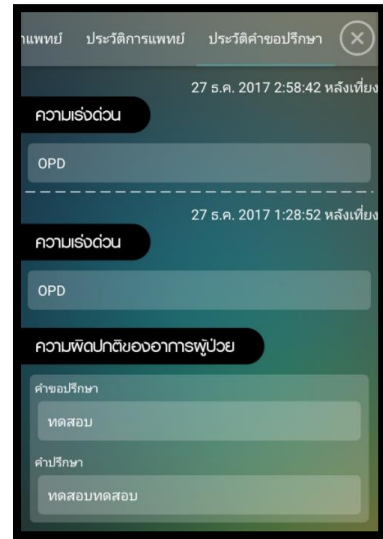 ประวัติการแพทย์ ประวัติคำขอปรึกษา
27 ธ.ค. 2017 2:58:42 หลังเที่ยง
ความเร่งด่วน
OPD
27 ธ.ค. 2017 1:28:52 หลังเที่ยง
ความเร่งด่วน
OPD
ความผิดปกติของอาการผู้ป่วย
คำขอปรึกษา
ทดสอบ
คำปรึกษา
ทดสอบทดสอบ